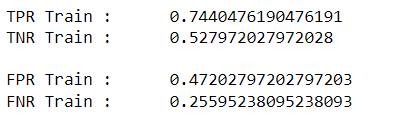 TPR Train :      0.7440476190476191
TNR Train :      0.527972027972028
FPR Train :      0.47202797202797203
FNR Train :      0.25595238095238093